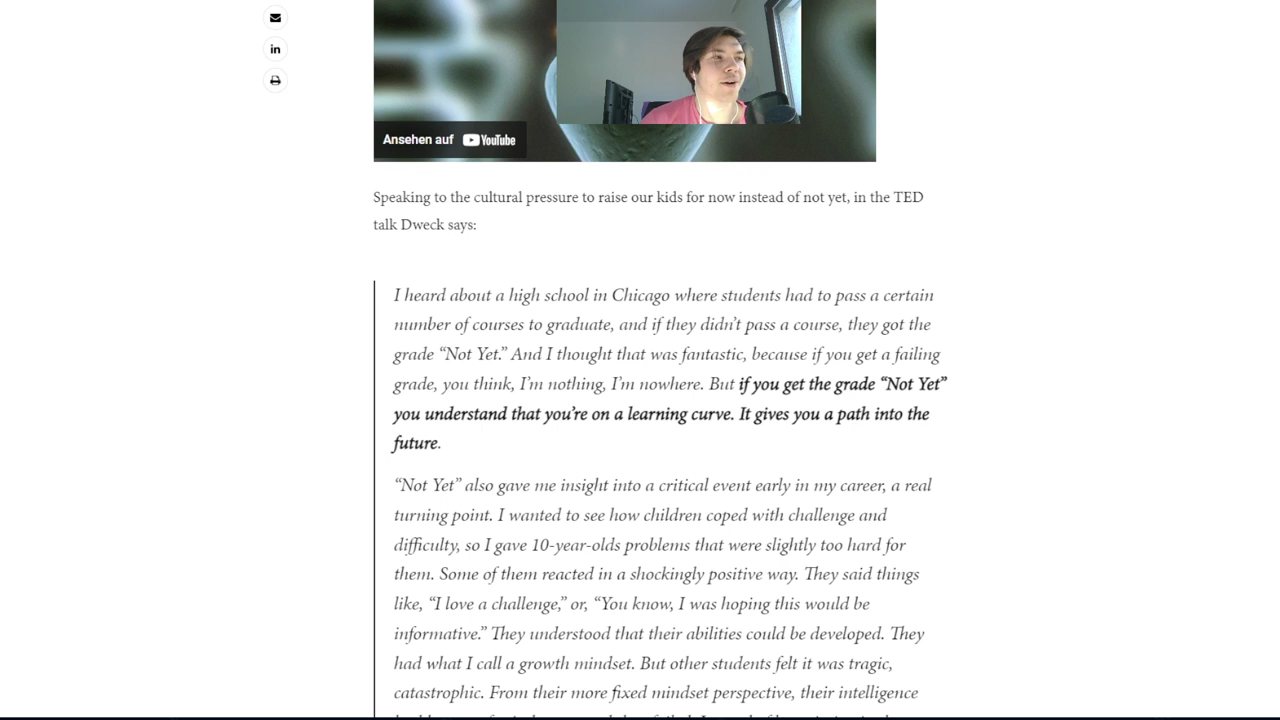 in
Ansehen auf YouTube
Speaking to the cultural pressure to raise our kids for now instead of not yet, in the TED
talk Dweck says:
I heard about a high school in Chicago where students had to pass a certain
number of courses to graduate, and if they didn’t pass a course, they got the
grade “Not Yet.” And I thought that was fantastic, because if you get a failing
grade, you think, I’m nothing, I’m nowhere. But if you get the grade “Not Yet”
you understand that you’re on a learning curve. It gives you a path into the
future.
“Not Yet” also gave me insight into a critical event early in my career, a real
turning point. I wanted to see how children coped with challenge and
difficulty, so I gave 10-year-olds problems that were slightly too hard for
them. Some of them reacted in a shockingly positive way. They said things
like, “I love a challenge,” or, “You know, I was hoping this would be
informative.” They understood that their abilities could be developed. They
had what I call a growth mindset. But other students felt it was tragic,
catastrophic. From their more fixed mindset perspective, their intelligence